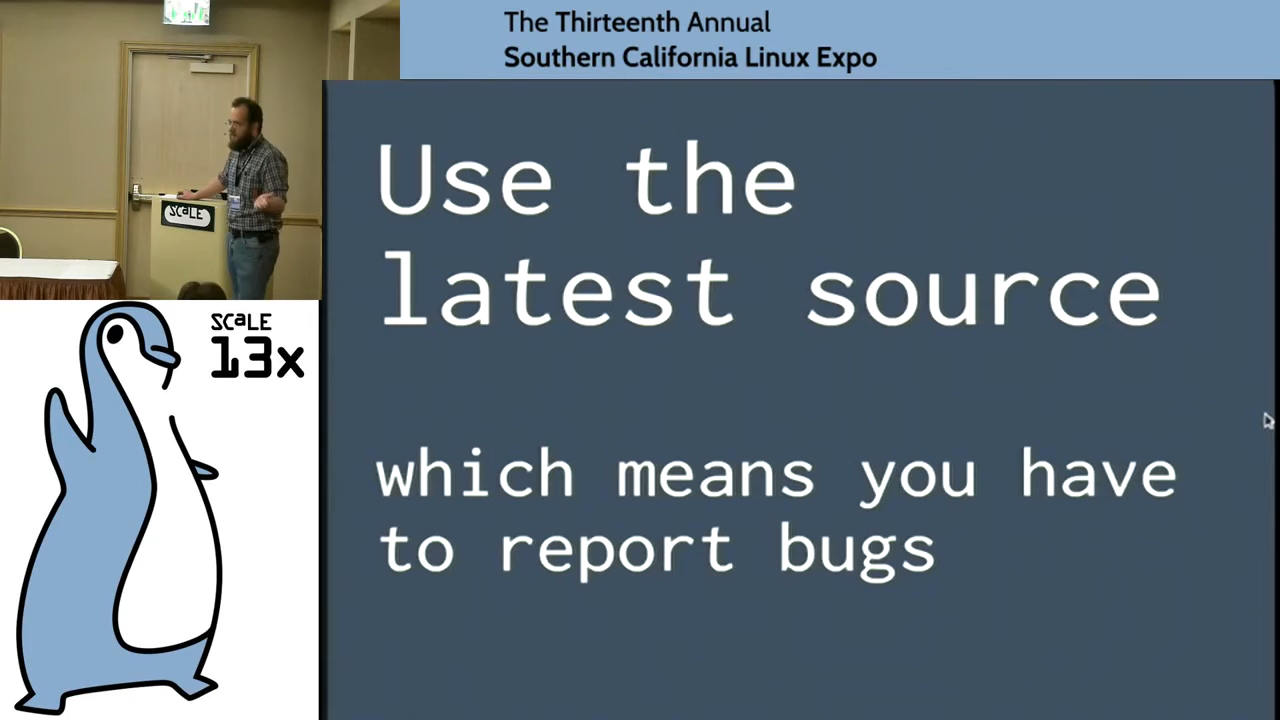 The Thirteenth Annual
Southern California Linux Expo
SCaLE
Use the
latest source
which means you have
to report bugs
SCaLE
13x